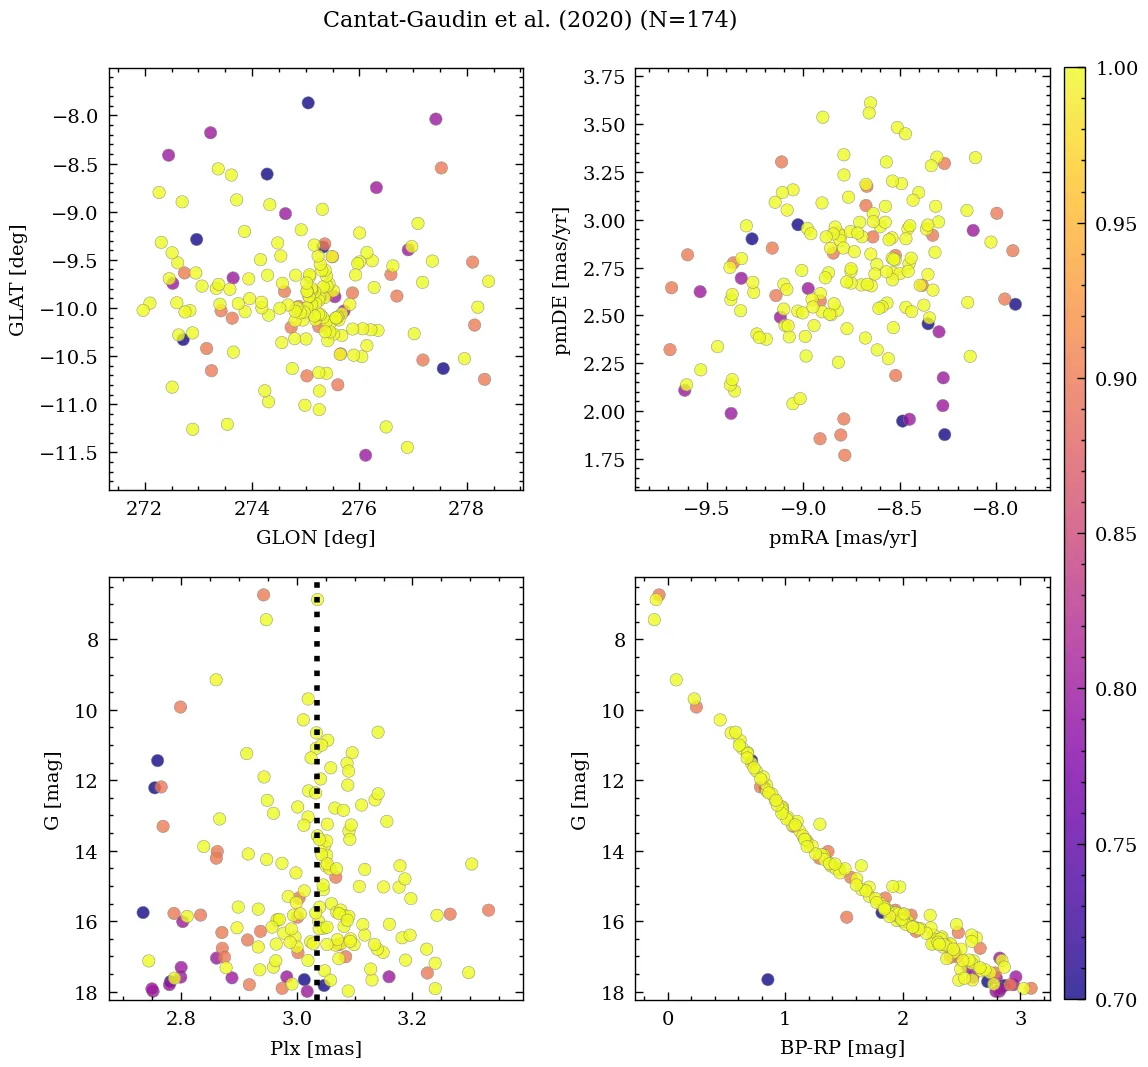 Cantat-Gaudin et al. (2020) (N=174)
−8.0
−8.5
−9.0
−9.5
−10.0
−10.5
−11.0
−11.5
GLAT [deg]
272 274 276 278
GLON [deg]
3.75
3.50
3.25
3.00
2.75
2.50
2.25
2.00
1.75
pmDE [mas/yr]
−9.5 −9.0 −8.5 −8.0
pmRA [mas/yr]
1.00
0.95
0.90
0.85
0.80
0.75
0.70
8
10
12
14
16
18
G [mag]
2.8 3.0 3.2
Plx [mas]
8
10
12
14
16
18
G [mag]
0 1 2 3
BP-RP [mag]